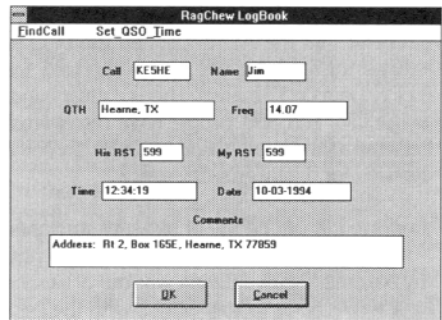 RagChew LogBook
FindCall Set_QSO_Time
Call KE5HE Name Jim
QTH Hearne, TX Freq 14.07
His RST 599 My RST 599
Time 12:34:19 Date 10-03-1994
Comments
Address: Rt 2, Box 165E, Hearne, TX 77859
OK Cancel